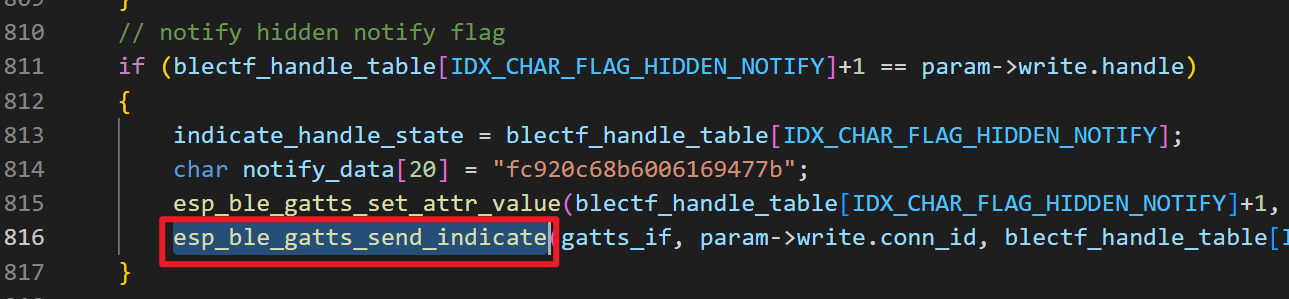 809 }
810 // notify hidden notify flag
811 if (blectf_handle_table[IDX_CHAR_FLAG_HIDDEN_NOTIFY]+1 == param->write.handle)
812 {
813 indicate_handle_state = blectf_handle_table[IDX_CHAR_FLAG_HIDDEN_NOTIFY];
814 char notify_data[20] = "fc920c68b6006169477b";
815 esp_ble_gatts_set_attr_value(blectf_handle_table[IDX_CHAR_FLAG_HIDDEN_NOTIFY]+1,
816 esp_ble_gatts_send_indicate(gatts_if, param->write.conn_id, blectf_handle_table[I
817 }